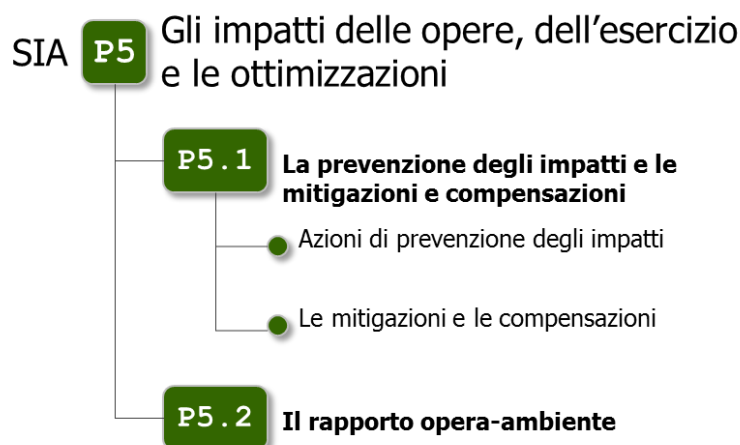 SIA P5 Gli impatti delle opere, dell’esercizio
e le ottimizzazioni
P5.1 La prevenzione degli impatti e le
mitigazioni e compensazioni
Azioni di prevenzione degli impatti
Le mitigazioni e le compensazioni
P5.2 Il rapporto opera-ambiente